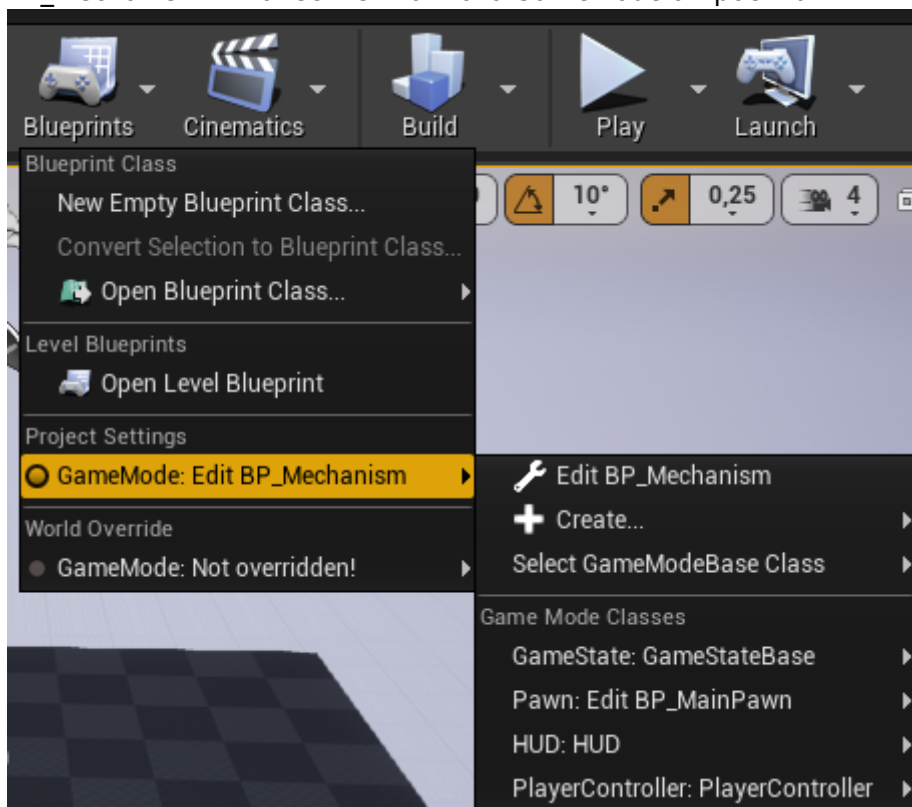 Blueprints Cinematics Build Play Launch
Blueprint Class
New Empty Blueprint Class...
10° 0,25 4
Convert Selection to Blueprint Class...
Open Blueprint Class...
Level Blueprints
Open Level Blueprint
Project Settings
GameMode: Edit BP_Mechanism
Edit BP_Mechanism
Create...
World Override
GameMode: Not overridden!
Select GameModeBase Class
Game Mode Classes
GameState: GameStateBase
Pawn: Edit BP_MainPawn
HUD: HUD
PlayerController: PlayerController